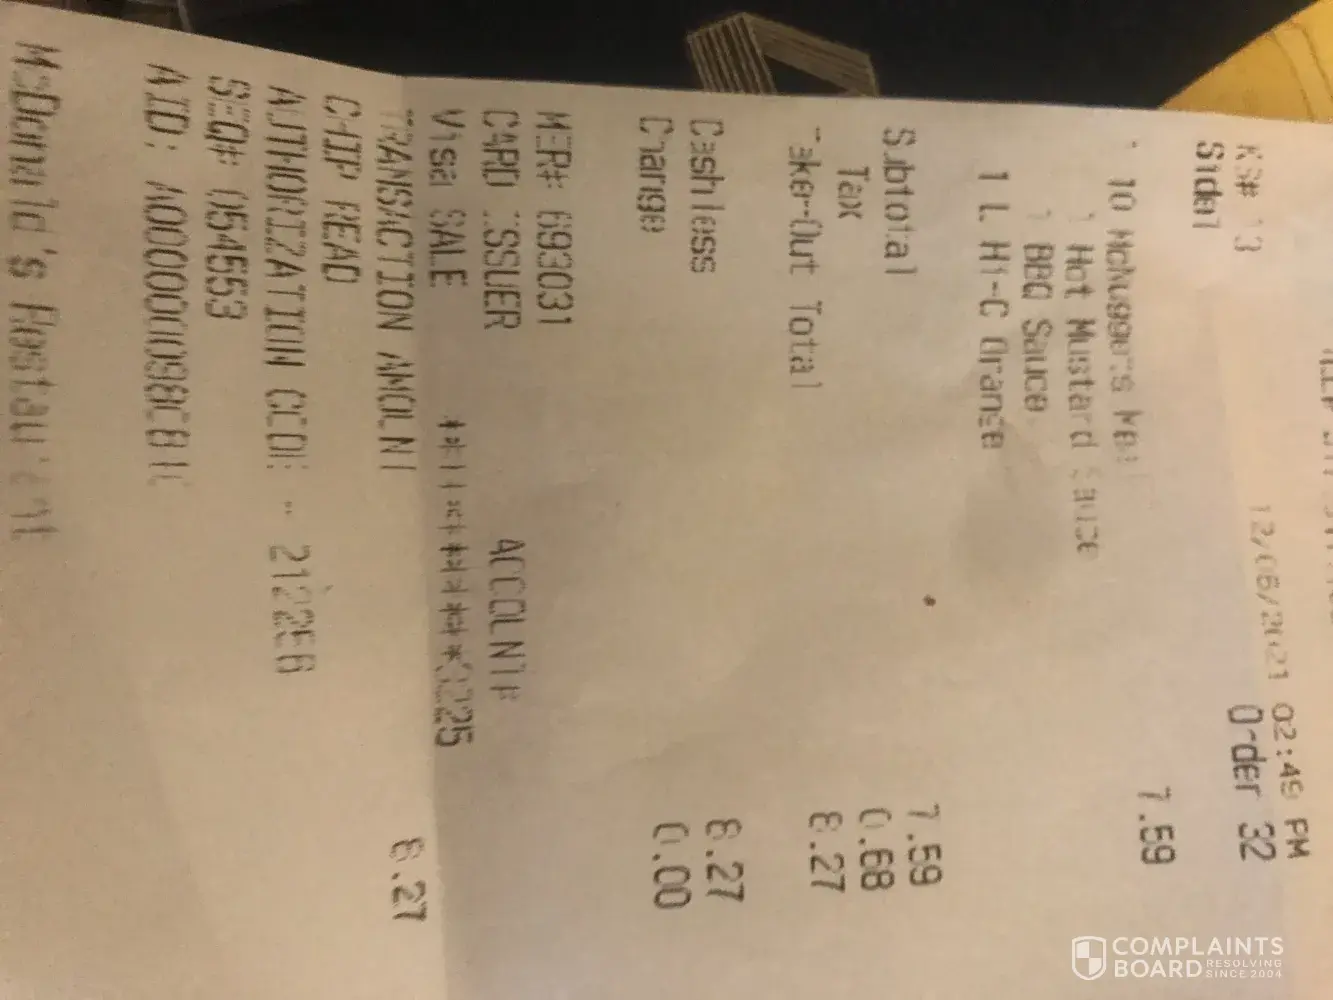 KS# 13 12/06/2021 02:49 PM
Side1 Order 32
1 10 McNuggets Meal 7.59
1 Hot Mustard Sauce
1 BBQ Sauce
1 L Hi-C Orange
Subtotal 7.59
Tax 0.68
Take-Out Total 8.27
Cashless 8.27
Change 0.00
MER# 693031
CARD ISSUER ACCOUNT#
Visa SALE
TRANSACTION AMOUNT 8.27
CHIP READ
AUTHORIZATION CODE -
SEQ# 054553
AID:
McDonald's Restaurant
COMPLAINTS
BOARD RESOLVING
SINCE 2004